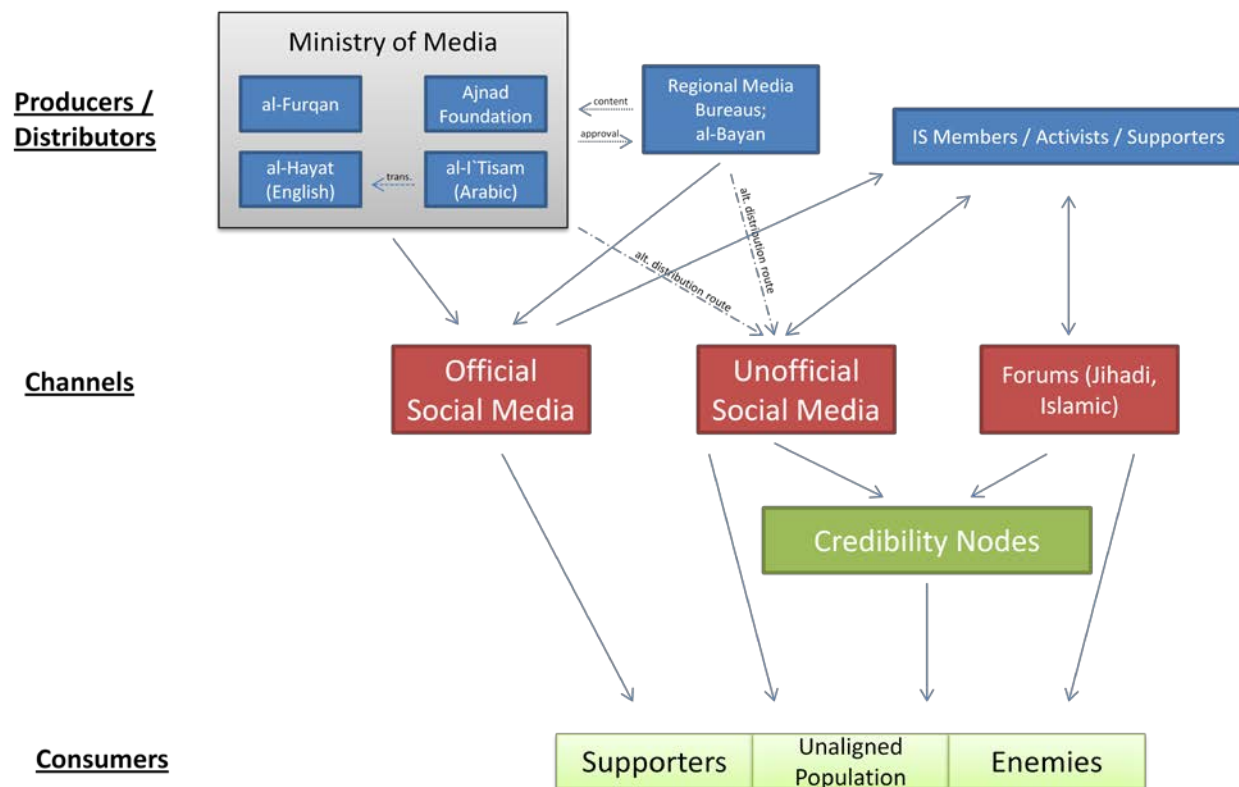 Ministry of Media
Producers /
Distributors
al-Furqan
Ajnad
Foundation
al-Hayat
(English)
trans.
al-I`Tisam
(Arabic)
content
approval
Regional Media
Bureaus;
al-Bayan
IS Members / Activists / Supporters
alt. distribution route
alt. distribution route
Channels
Official
Social Media
Unofficial
Social Media
Forums (Jihadi,
Islamic)
Credibility Nodes
Consumers
Supporters
Unaligned
Population
Enemies